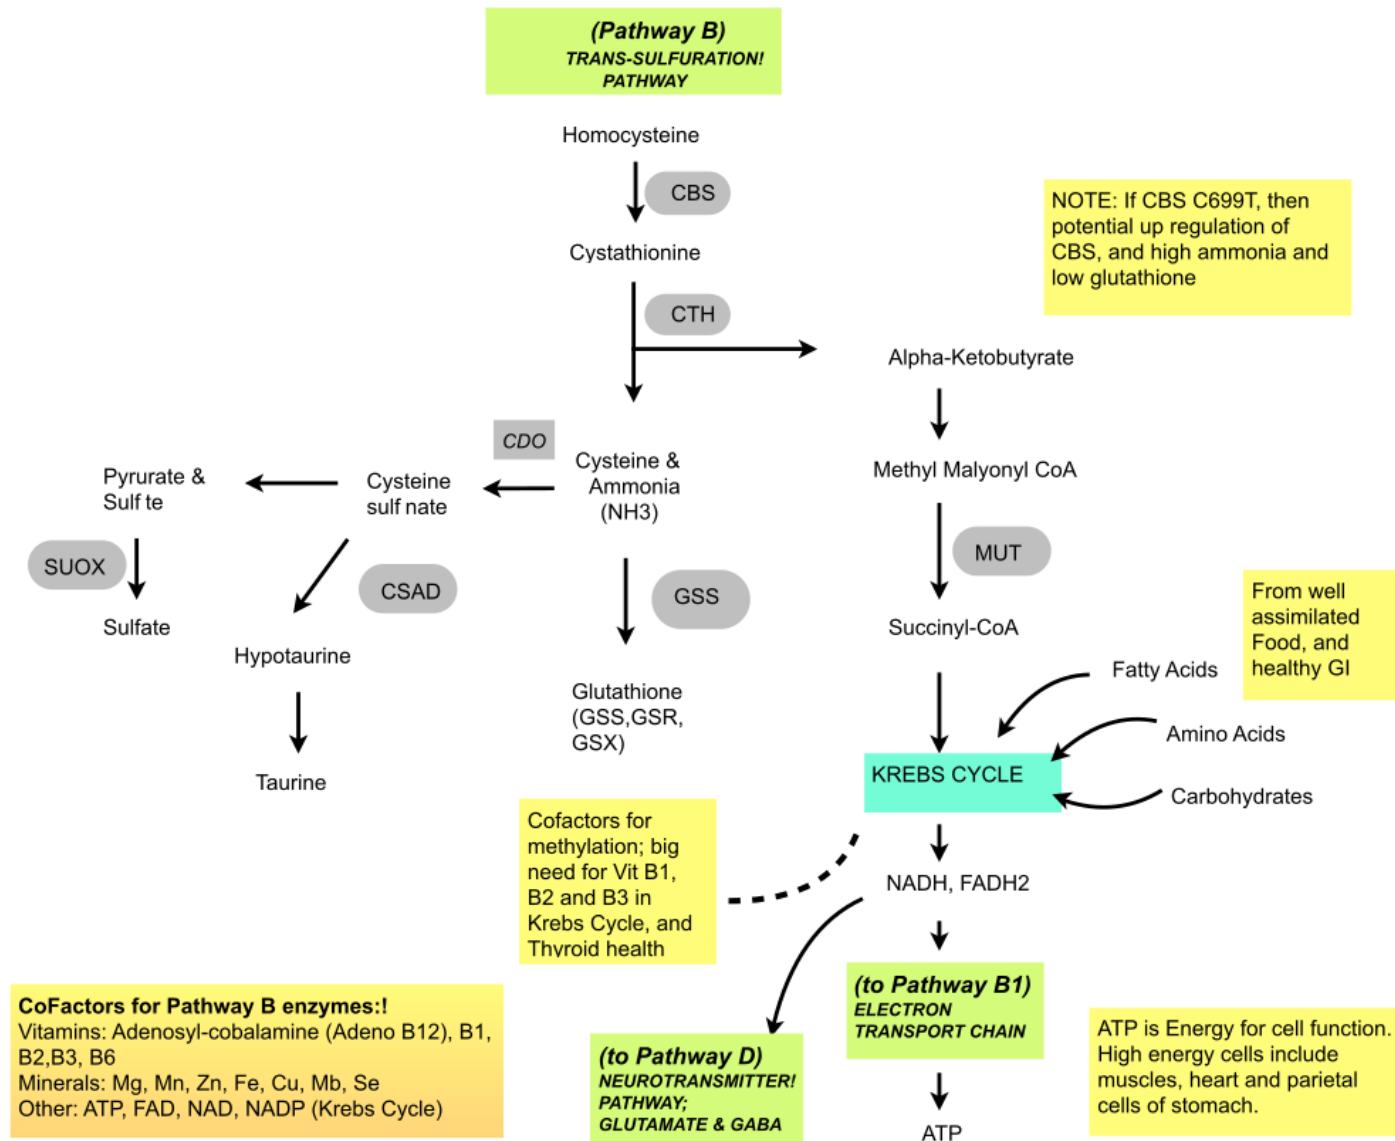 (Pathway B)
TRANS-SULFURATION!
PATHWAY
Homocysteine
CBS
NOTE: If CBS C699T, then
potential up regulation of
CBS, and high ammonia and
low glutathione
Cystathionine
CTH
Alpha-Ketobutyrate
CDO
Cysteine &
Ammonia
(NH3)
Pyrurate &
Sulf te
Cysteine
sulf nate
Methyl Malyonyl CoA
SUOX
CSAD
GSS
MUT
Sulfate
Hypotaurine
Succinyl-CoA
From well
assimilated
Food, and
healthy GI
Glutathione
(GSS,GSR,
GSX)
Fatty Acids
Amino Acids
Taurine
KREBS CYCLE
Carbohydrates
Cofactors for
methylation; big
need for Vit B1,
B2 and B3 in
Krebs Cycle, and
Thyroid health
NADH, FADH2
(to Pathway B1)
ELECTRON
TRANSPORT CHAIN
CoFactors for Pathway B enzymes:!
Vitamins: Adenosyl-cobalamine (Adeno B12), B1,
B2,B3, B6
Minerals: Mg, Mn, Zn, Fe, Cu, Mb, Se
Other: ATP, FAD, NAD, NADP (Krebs Cycle)
(to Pathway D)
NEUROTRANSMITTER!
PATHWAY;
GLUTAMATE & GABA
ATP is Energy for cell function.
High energy cells include
muscles, heart and parietal
cells of stomach.
ATP